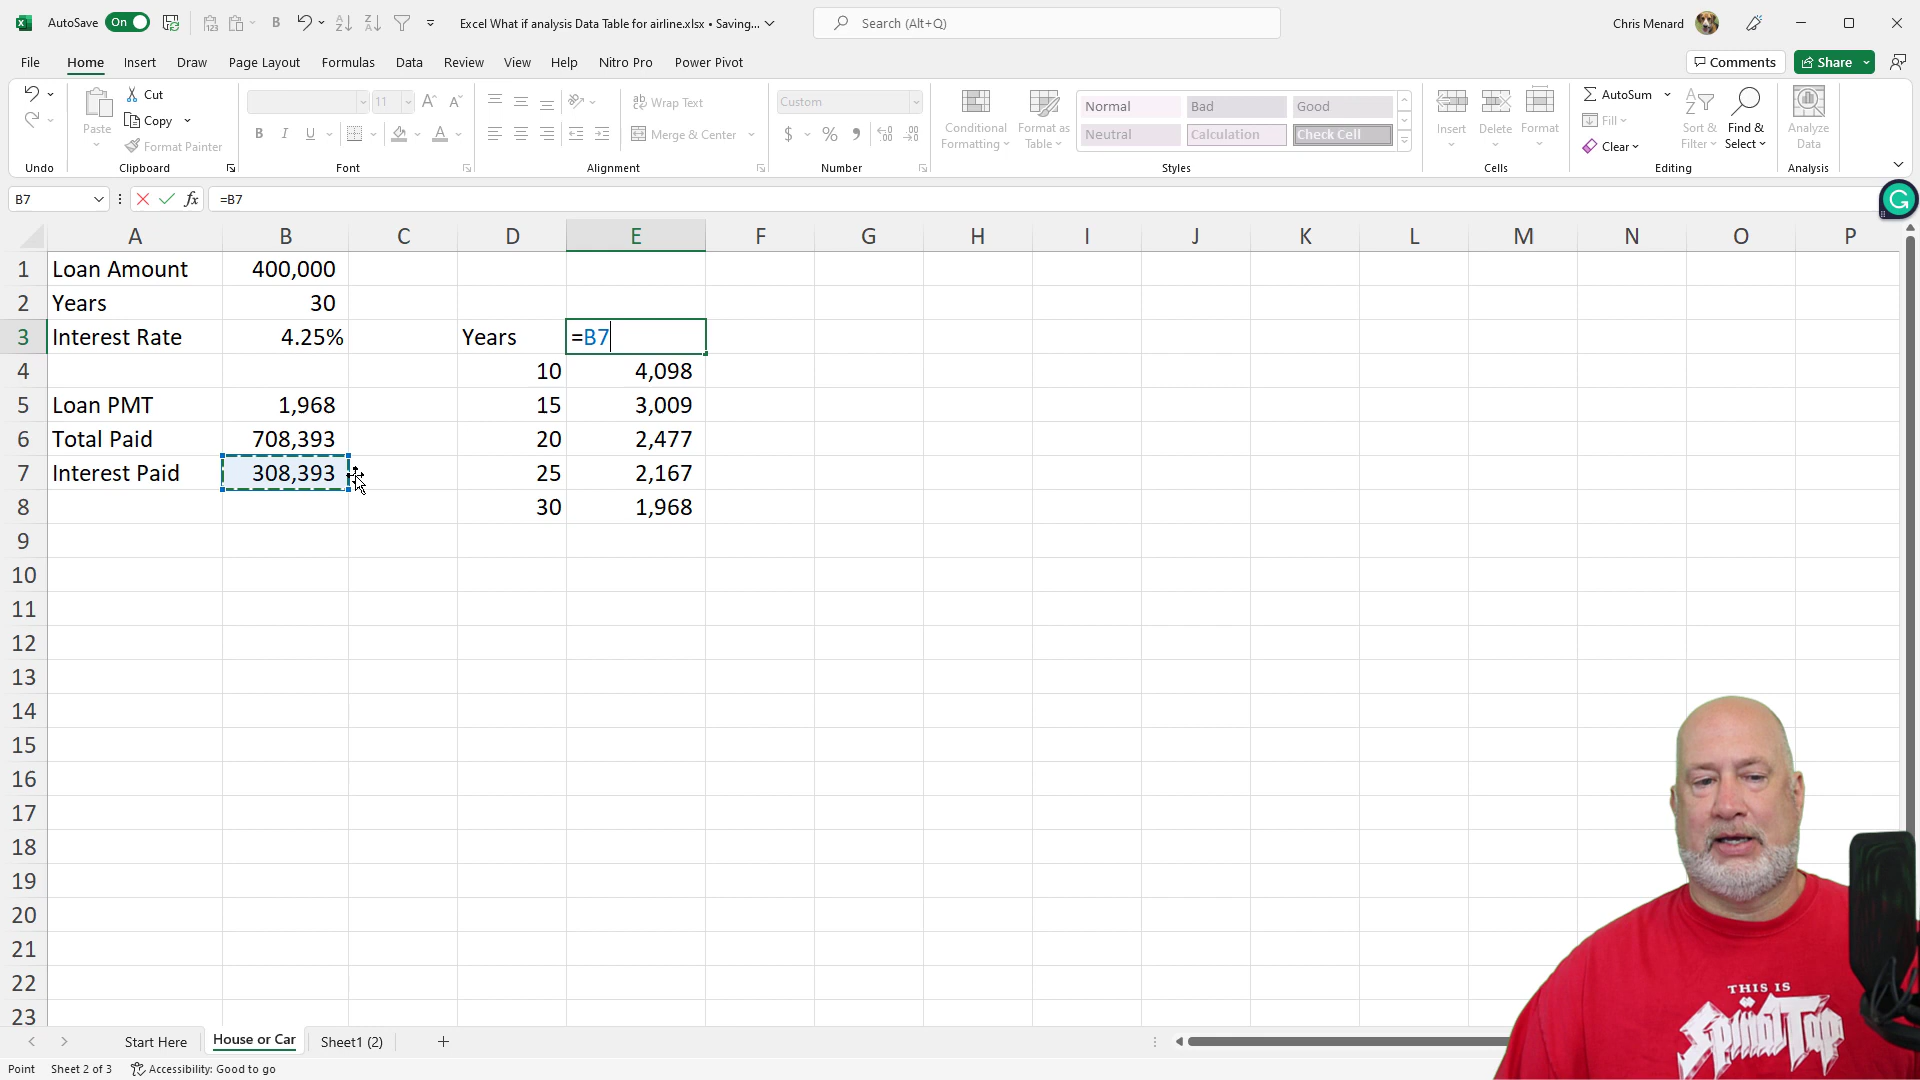 AutoSave On
Excel What if analysis Data Table for airline.xlsx • Saving...
Search (Alt+Q)
Chris Menard
File Home Insert Draw Page Layout Formulas Data Review View Help Nitro Pro Power Pivot
Comments Share
Undo
Paste
Cut
Copy
Format Painter
Clipboard
11
B I U
Font
Wrap Text
Merge & Center
Alignment
Custom
$ % ,
Number
Conditional Formatting
Format as Table
Normal Bad Good
Neutral Calculation Check Cell
Styles
Insert Delete Format
Cells
AutoSum
Fill
Clear
Sort & Filter
Find & Select
Editing
Analyze Data
Analysis
B7 fx =B7
A B C D E F G H I J K L M N O P
1 Loan Amount 400,000
2 Years 30
3 Interest Rate 4.25% Years =B7
4 10 4,098
5 Loan PMT 1,968 15 3,009
6 Total Paid 708,393 20 2,477
7 Interest Paid 308,393 25 2,167
8 30 1,968
9
10
11
12
13
14
15
16
17
18
19
20
21
22
23
THIS IS
Spın̈al Tap
Start Here House or Car Sheet1 (2)
Point Sheet 2 of 3 Accessibility: Good to go